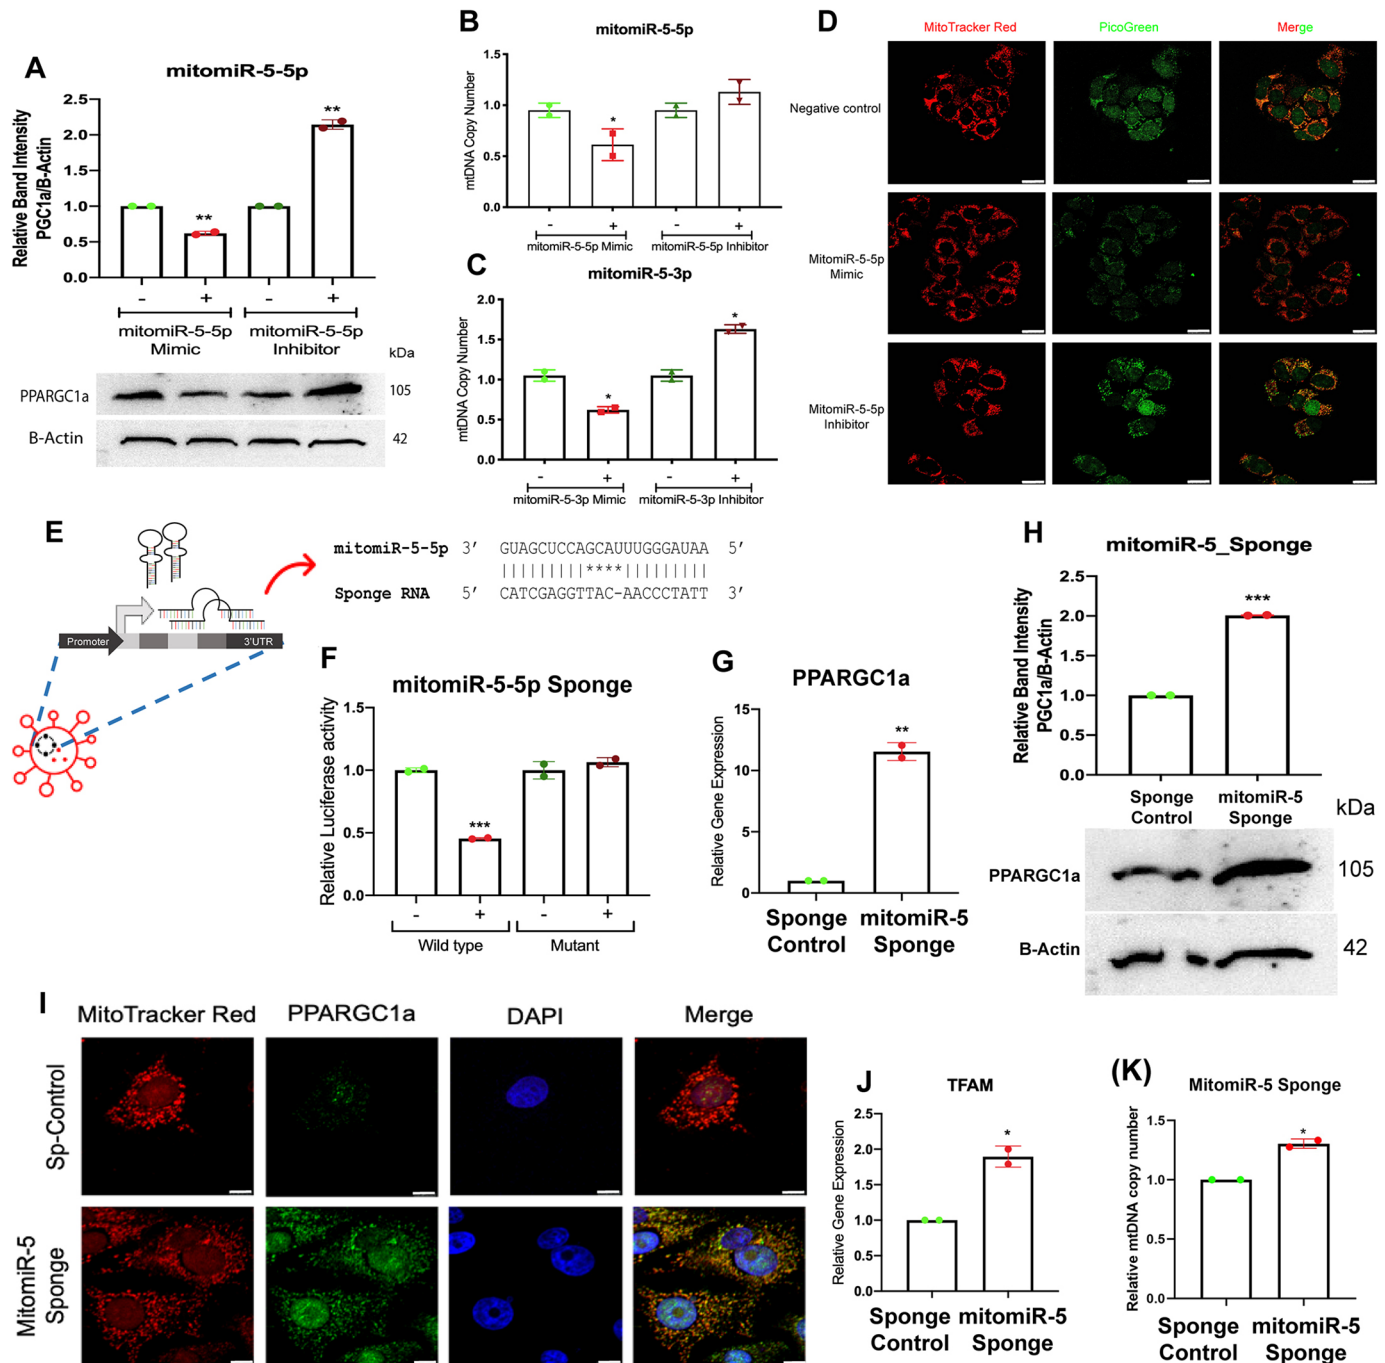 A
mitomiR-5-5p
Relative Band Intensity
PGC1a/B-Actin
2.5
2.0
1.5
1.0
0.5
0.0
**
**
- + - +
mitomiR-5-5p
Mimic
mitomiR-5-5p
Inhibitor
kDa
PPARGC1a
105
B-Actin
42
B
mitomiR-5-5p
mtDNA Copy Number
1.5
1.0
0.5
0.0
*
- + - +
mitomiR-5-5p Mimic
mitomiR-5-5p Inhibitor
C
mitomiR-5-3p
mtDNA Copy Number
2.0
1.5
1.0
0.5
0.0
*
*
- + - +
mitomiR-5-3p Mimic
mitomiR-5-3p Inhibitor
D
MitoTracker Red
PicoGreen
Merge
Negative control
MitomiR-5-5p
Mimic
MitomiR-5-5p
Inhibitor
E
Promoter
3'UTR
mitomiR-5-5p 3' GUAGCUCCAGCAUUUGGGAUAA 5'
|||||||||****|||||||||
Sponge RNA 5' CATCGAGGTTAC-AACCCTATT 3'
F
mitomiR-5-5p Sponge
Relative Luciferase activity
1.5
1.0
0.5
0.0
***
- + - +
Wild type
Mutant
G
PPARGC1a
Relative Gene Expression
15
10
5
0
**
Sponge
Control
mitomiR-5
Sponge
H
mitomiR-5_Sponge
Relative Band Intensity
PGC1a/B-Actin
2.5
2.0
1.5
1.0
0.5
0.0
***
Sponge
Control
mitomiR-5
Sponge
kDa
PPARGC1a
105
B-Actin
42
I
MitoTracker Red
PPARGC1a
DAPI
Merge
Sp-Control
MitomiR-5
Sponge
J
TFAM
Relative Gene Expression
2.5
2.0
1.5
1.0
0.5
0.0
*
Sponge
Control
mitomiR-5
Sponge
(K)
MitomiR-5 Sponge
Relative mtDNA copy number
1.5
1.0
0.5
0.0
*
Sponge
Control
mitomiR-5
Sponge